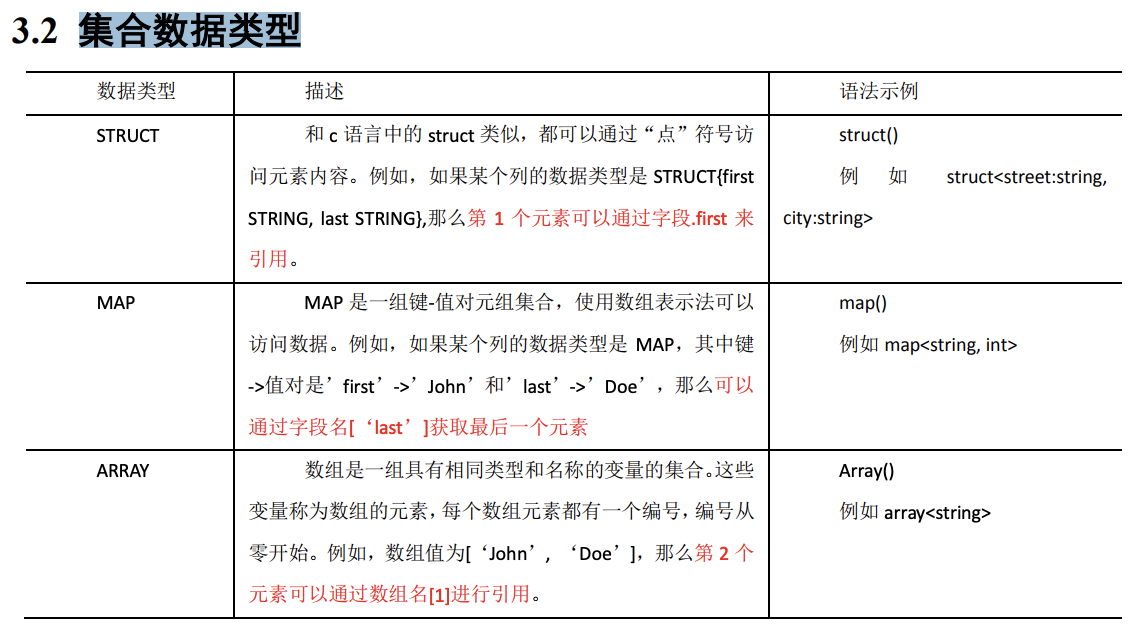 3.2 集合数据类型
数据类型 描述 语法示例
STRUCT
和 c 语言中的 struct 类似，都可以通过“点”符号访
问元素内容。例如，如果某个列的数据类型是 STRUCT{first
STRING, last STRING},那么第 1 个元素可以通过字段.first 来
引用。
struct()
例 如 struct<street:string,
city:string>
MAP
MAP 是一组键-值对元组集合，使用数组表示法可以
访问数据。例如，如果某个列的数据类型是 MAP，其中键
->值对是’first’->’John’和’last’->’Doe’，那么可以
通过字段名[‘last’]获取最后一个元素
map()
例如 map<string, int>
ARRAY
数组是一组具有相同类型和名称的变量的集合。这些
变量称为数组的元素，每个数组元素都有一个编号，编号从
零开始。例如，数组值为[‘John’, ‘Doe’]，那么第 2 个
元素可以通过数组名[1]进行引用。
Array()
例如 array<string>